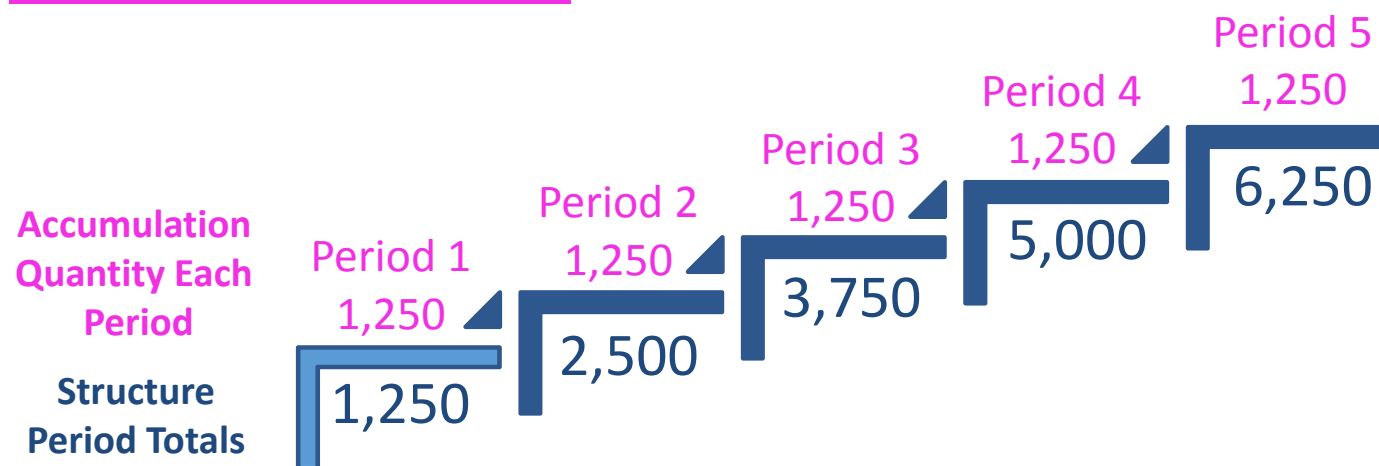 Accumulation
Quantity Each
Period
Structure
Period Totals
Period 1
1,250
1,250
Period 2
1,250
2,500
Period 3
1,250
3,750
Period 4
1,250
5,000
Period 5
1,250
6,250